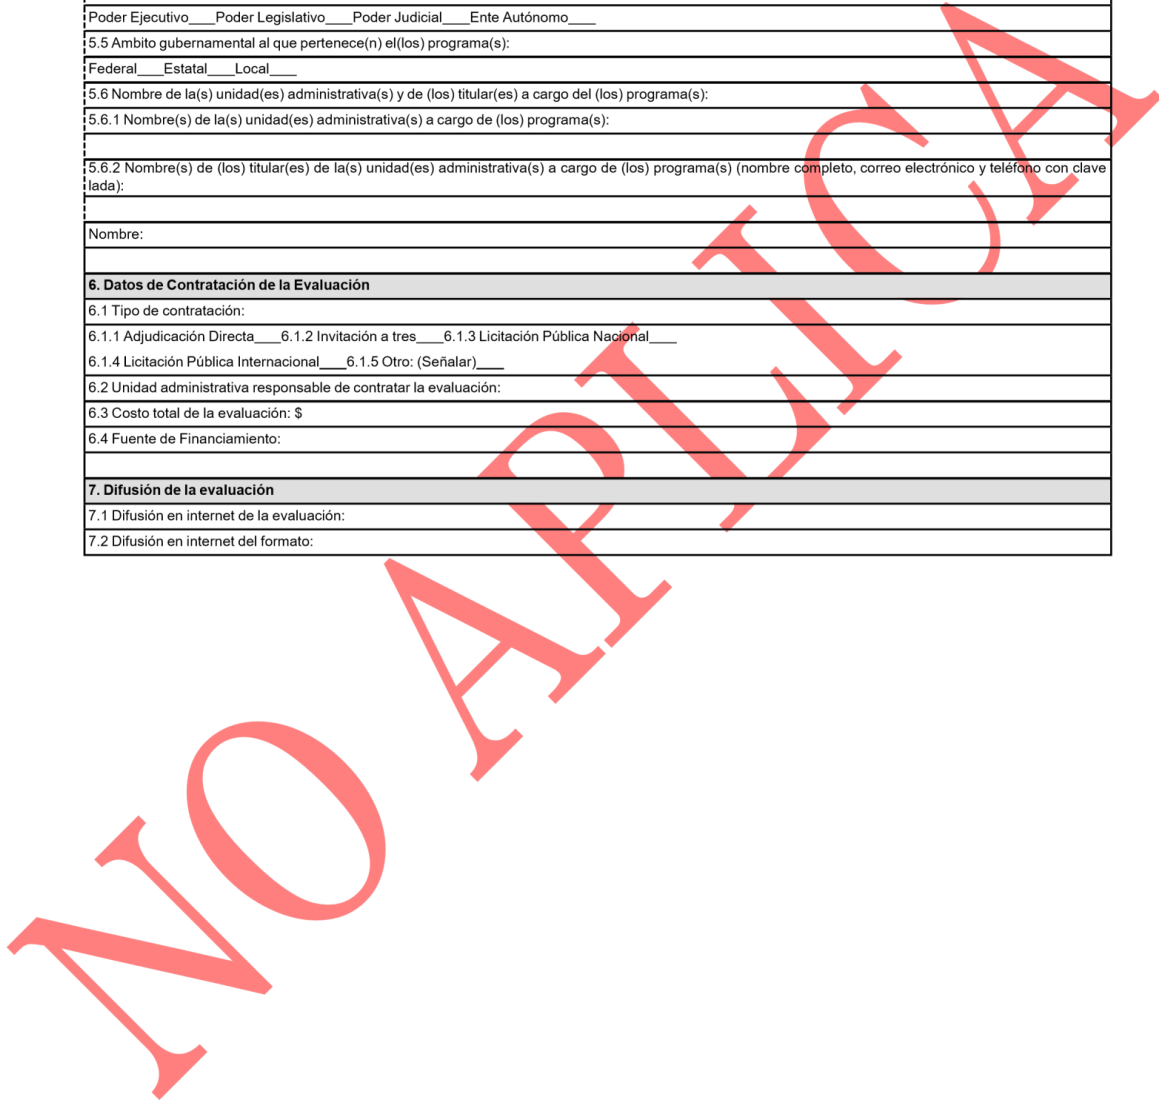 Poder Ejecutivo___Poder Legislativo___Poder Judicial___Ente Autónomo___
5.5 Ambito gubernamental al que pertenece(n) el(los) programa(s):
Federal___Estatal___Local___
5.6 Nombre de la(s) unidad(es) administrativa(s) y de (los) titular(es) a cargo del (los) programa(s):
5.6.1 Nombre(s) de la(s) unidad(es) administrativa(s) a cargo de (los) programa(s):
5.6.2 Nombre(s) de (los) titular(es) de la(s) unidad(es) administrativa(s) a cargo de (los) programa(s) (nombre completo, correo electrónico y teléfono con clave
lada):
Nombre:
6. Datos de Contratación de la Evaluación
6.1 Tipo de contratación:
6.1.1 Adjudicación Directa___6.1.2 Invitación a tres___6.1.3 Licitación Pública Nacional___
6.1.4 Licitación Pública Internacional___6.1.5 Otro: (Señalar)___
6.2 Unidad administrativa responsable de contratar la evaluación:
6.3 Costo total de la evaluación: $
6.4 Fuente de Financiamiento:
7. Difusión de la evaluación
7.1 Difusión en internet de la evaluación:
7.2 Difusión en internet del formato:
NO APLICA